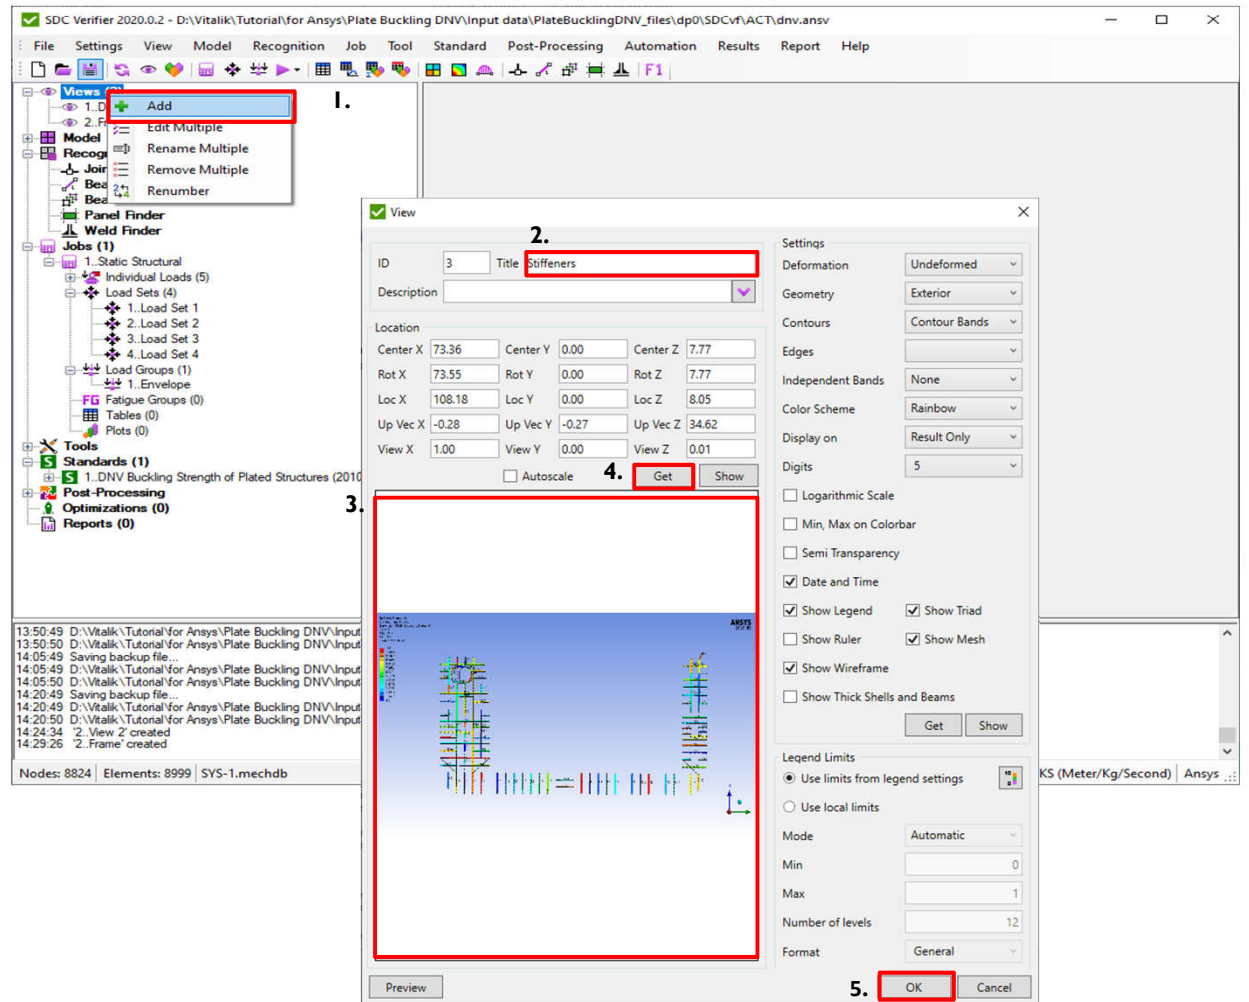 SDC Verifier 2020.0.2 - D:\Vitalik\Tutorial\for Ansys\Plate Buckling DNV\Input data\PlateBucklingDNV_files\dp0\SDCvf\ACT\dnv.ansv
File Settings View Model Recognition Job Tool Standard Post-Processing Automation Results Report Help
F1
Views
1..D
2..Fr
Add
Edit Multiple
Rename Multiple
Remove Multiple
Renumber
1.
Model
Recog
Join
Bea
Bea
Panel Finder
Weld Finder
Jobs (1)
1..Static Structural
Individual Loads (5)
Load Sets (4)
1..Load Set 1
2..Load Set 2
3..Load Set 3
4..Load Set 4
Load Groups (1)
1..Envelope
FG Fatigue Groups (0)
Tables (0)
Plots (0)
Tools
Standards (1)
1..DNV Buckling Strength of Plated Structures (2010
Post-Processing
Optimizations (0)
Reports (0)
13:50:49 D:\Vitalik\Tutorial\for Ansys\Plate Buckling DNV\Input
13:50:50 D:\Vitalik\Tutorial\for Ansys\Plate Buckling DNV\Input
14:05:49 Saving backup file...
14:05:49 D:\Vitalik\Tutorial\for Ansys\Plate Buckling DNV\Input
14:05:50 D:\Vitalik\Tutorial\for Ansys\Plate Buckling DNV\Input
14:20:49 Saving backup file...
14:20:49 D:\Vitalik\Tutorial\for Ansys\Plate Buckling DNV\Input
14:20:50 D:\Vitalik\Tutorial\for Ansys\Plate Buckling DNV\Input
14:24:34 '2..View 2' created
14:29:26 '2..Frame' created
Nodes: 8824 Elements: 8999 SYS-1.mechdb
KS (Meter/Kg/Second) Ansys
View
2.
ID 3 Title Stiffeners
Description
Location
Center X 73.36 Center Y 0.00 Center Z 7.77
Rot X 73.55 Rot Y 0.00 Rot Z 7.77
Loc X 108.18 Loc Y 0.00 Loc Z 8.05
Up Vec X -0.28 Up Vec Y -0.27 Up Vec Z 34.62
View X 1.00 View Y 0.00 View Z 0.01
Autoscale 4. Get Show
3.
ANSYS
Preview
Settings
Deformation Undeformed
Geometry Exterior
Contours Contour Bands
Edges
Independent Bands None
Color Scheme Rainbow
Display on Result Only
Digits 5
Logarithmic Scale
Min, Max on Colorbar
Semi Transparency
Date and Time
Show Legend Show Triad
Show Ruler Show Mesh
Show Wireframe
Show Thick Shells and Beams
Get Show
Legend Limits
Use limits from legend settings
Use local limits
Mode Automatic
Min 0
Max 1
Number of levels 12
Format General
5. OK Cancel